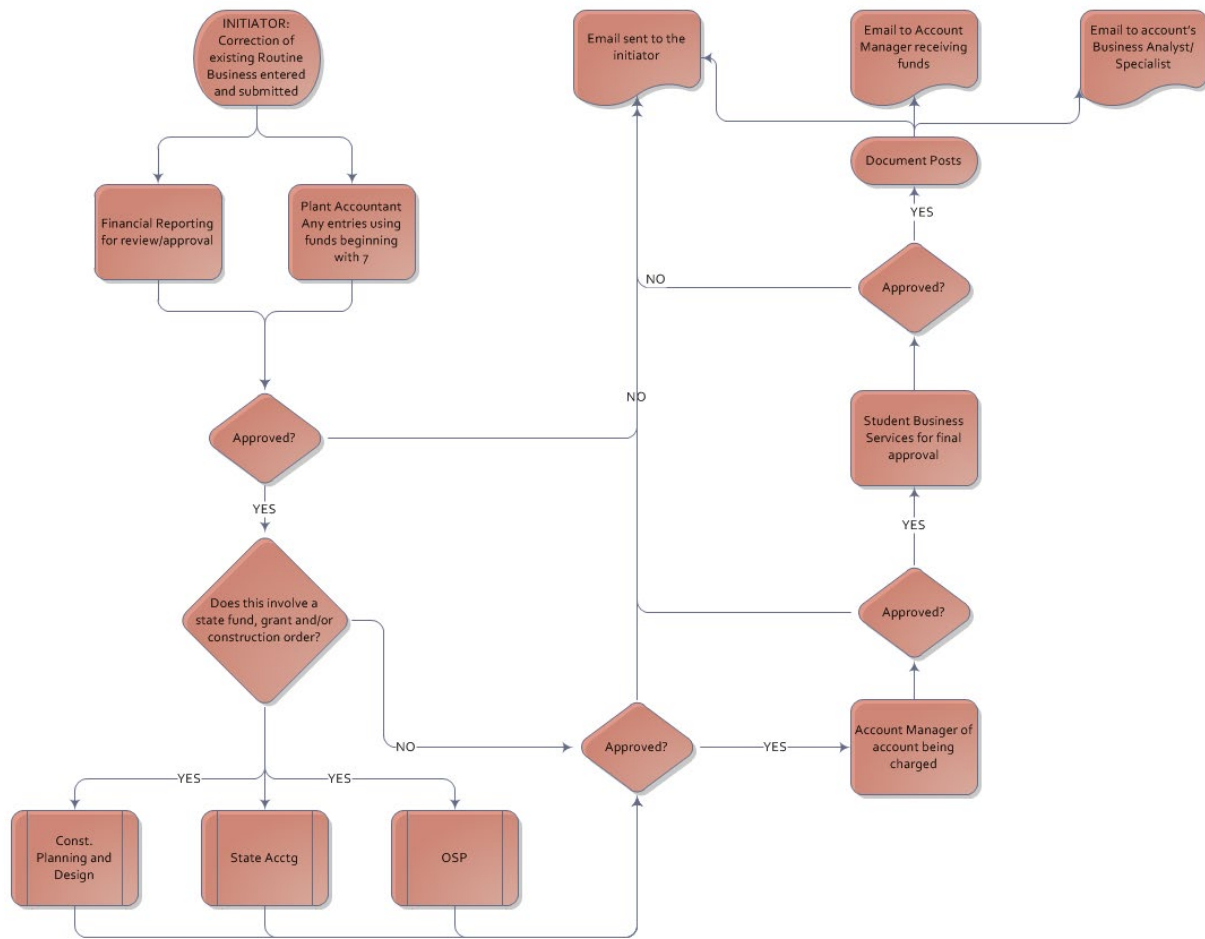 INITIATOR:
Correction of
existing Routine
Business entered
and submitted
Email sent to the
initiator
Email to Account
Manager receiving
funds
Email to account's
Business Analyst/
Specialist
Document Posts
YES
Financial Reporting
for review/approval
Plant Accountant
Any entries using
funds beginning
with 7
NO
Approved?
NO
Approved?
Student Business
Services for final
approval
YES
YES
Does this involve a
state fund, grant and/or
construction order?
Approved?
NO
Approved?
YES
Account Manager of
account being
charged
YES
YES
Const.
Planning and
Design
State Acctg
OSP